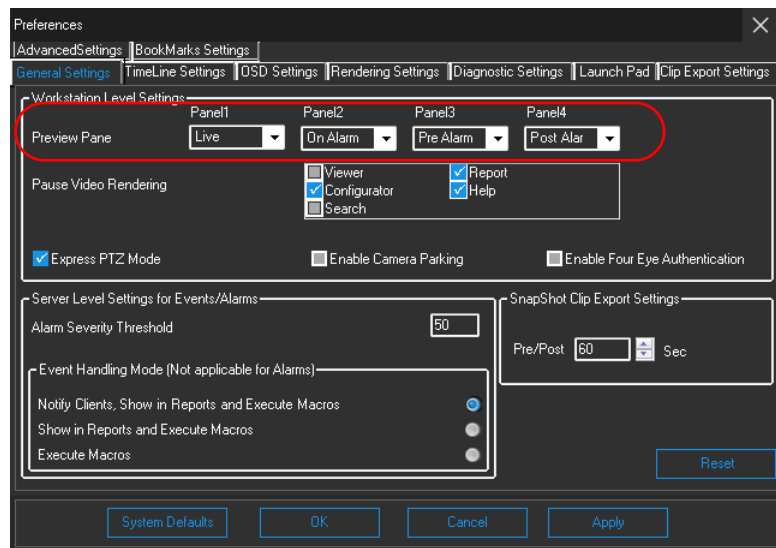 Preferences
AdvancedSettings BookMarks Settings
General Settings TimeLine Settings OSD Settings Rendering Settings Diagnostic Settings Launch Pad Clip Export Settings
Workstation Level Settings
Panel1 Panel2 Panel3 Panel4
Preview Pane Live On Alarm Pre Alarm Post Alar
Pause Video Rendering
Viewer Report
Configurator Help
Search
Express PTZ Mode Enable Camera Parking Enable Four Eye Authentication
Server Level Settings for Events/Alarms
Alarm Severity Threshold 50
Event Handling Mode (Not applicable for Alarms)
Notify Clients, Show in Reports and Execute Macros
Show in Reports and Execute Macros
Execute Macros
SnapShot Clip Export Settings
Pre/Post 60 Sec
Reset
System Defaults OK Cancel Apply